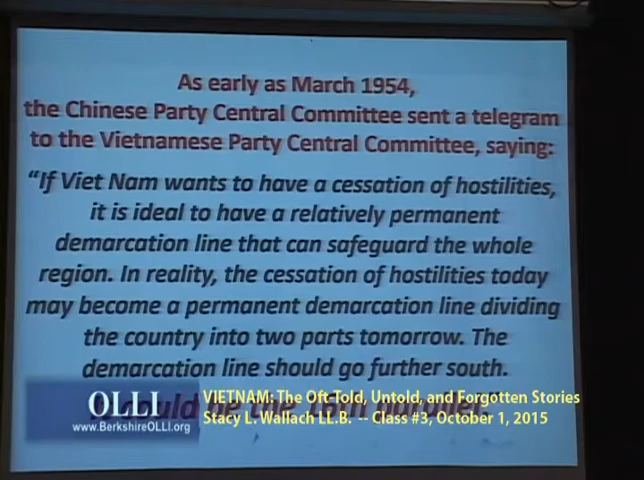 As early as March 1954,
the Chinese Party Central Committee sent a telegram
to the Vietnamese Party Central Committee, saying:
"If Viet Nam wants to have a cessation of hostilities,
it is ideal to have a relatively permanent
demarcation line that can safeguard the whole
region. In reality, the cessation of hostilities today
may become a permanent demarcation line dividing
the country into two parts tomorrow. The
demarcation line should go further south.
be the 16th parallel."
OLLI
www.BerkshireOLLI.org
VIETNAM: The Oft-Told, Untold, and Forgotten Stories
Stacy L. Wallach LL.B. -- Class #3, October 1, 2015